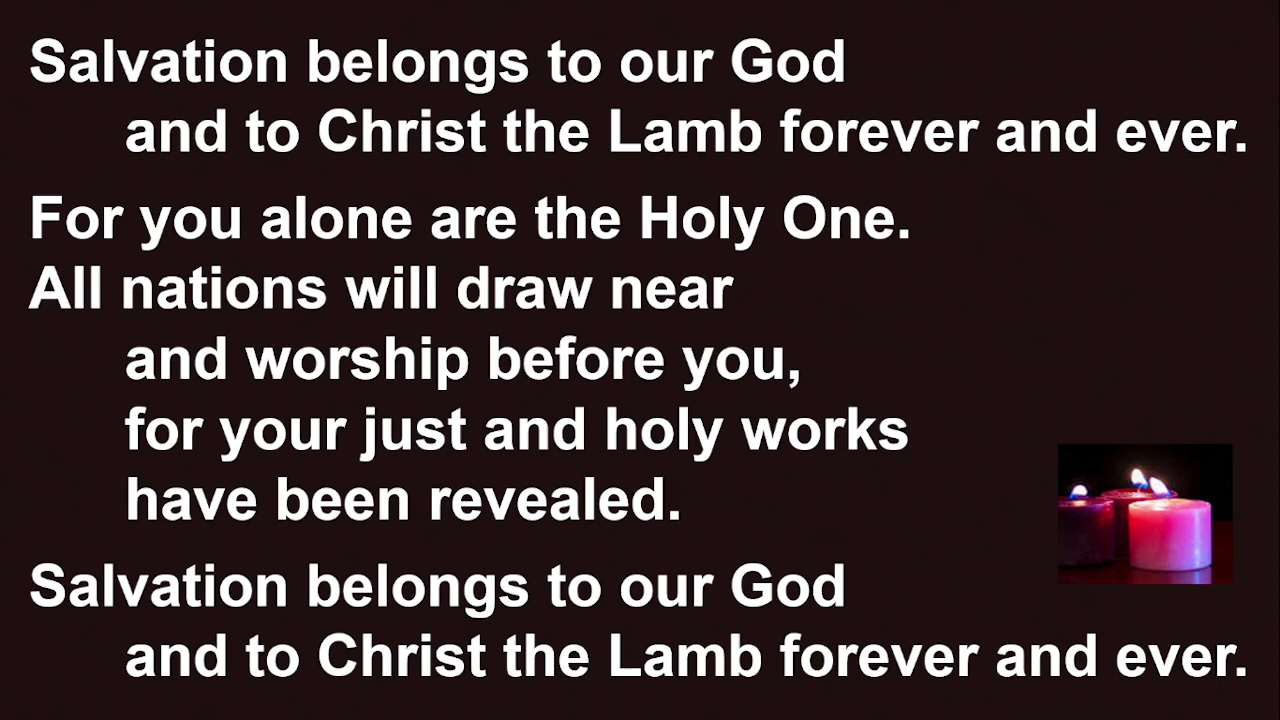 Salvation belongs to our God
and to Christ the Lamb forever and ever.
For you alone are the Holy One.
All nations will draw near
and worship before you,
for your just and holy works
have been revealed.
Salvation belongs to our God
and to Christ the Lamb forever and ever.